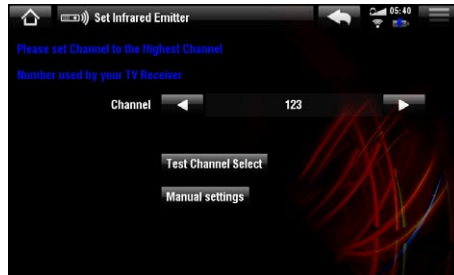 Set Infrared Emitter
05:40
Please set Channel to the Highest Channel
Number used by your TV Receiver
Channel 123
Test Channel Select
Manual settings